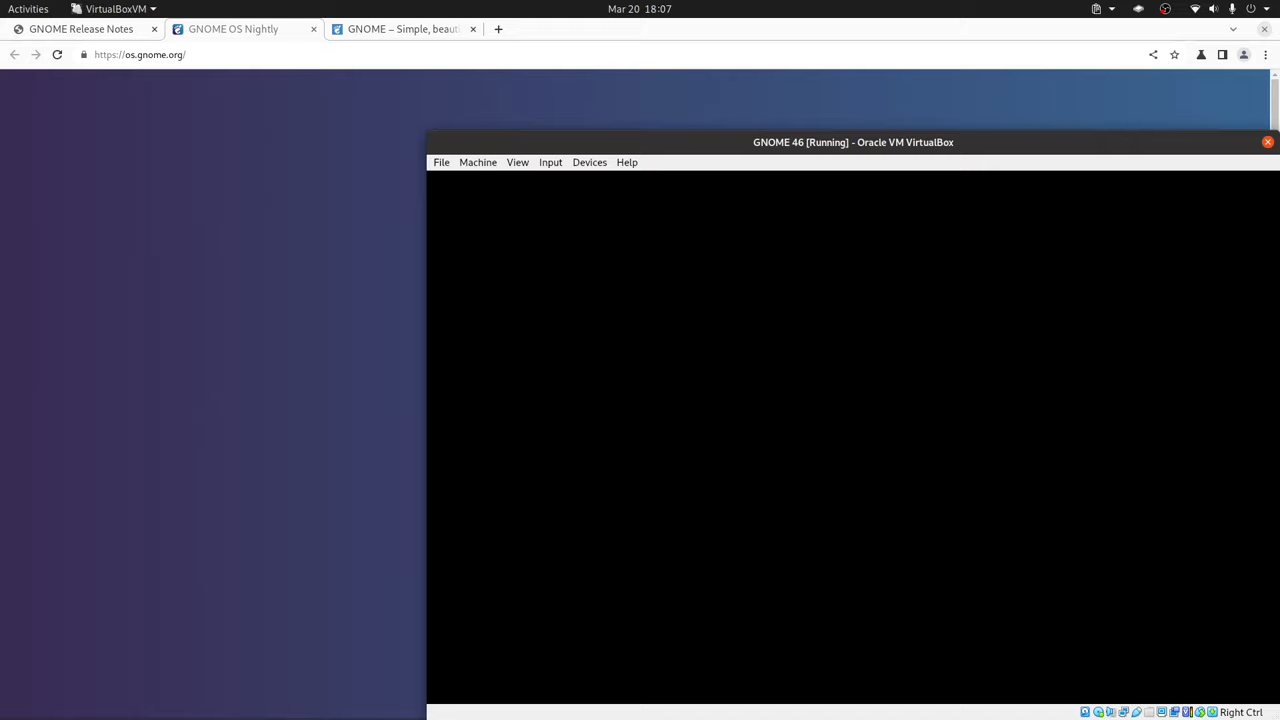 Activities VirtualBoxVM Mar 20 18:07
GNOME Release Notes GNOME OS Nightly GNOME – Simple, beauti
https://os.gnome.org/
GNOME 46 [Running] - Oracle VM VirtualBox
File Machine View Input Devices Help
Right Ctrl